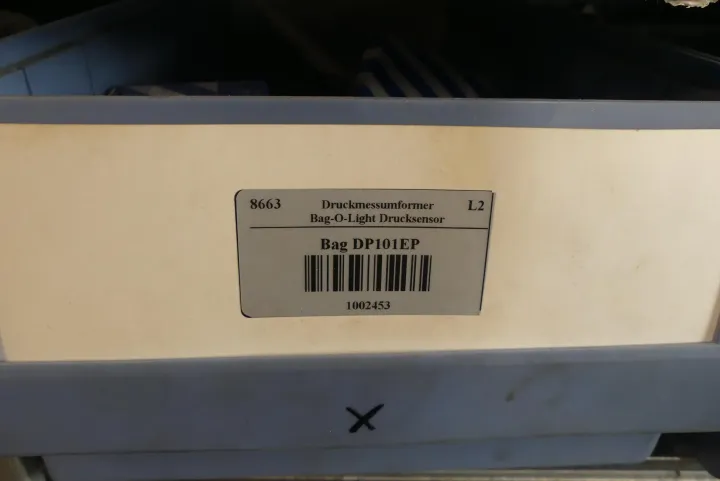 8663 Druckmessumformer L2
Bag-O-Light Drucksensor
Bag DP101EP
1002453
X